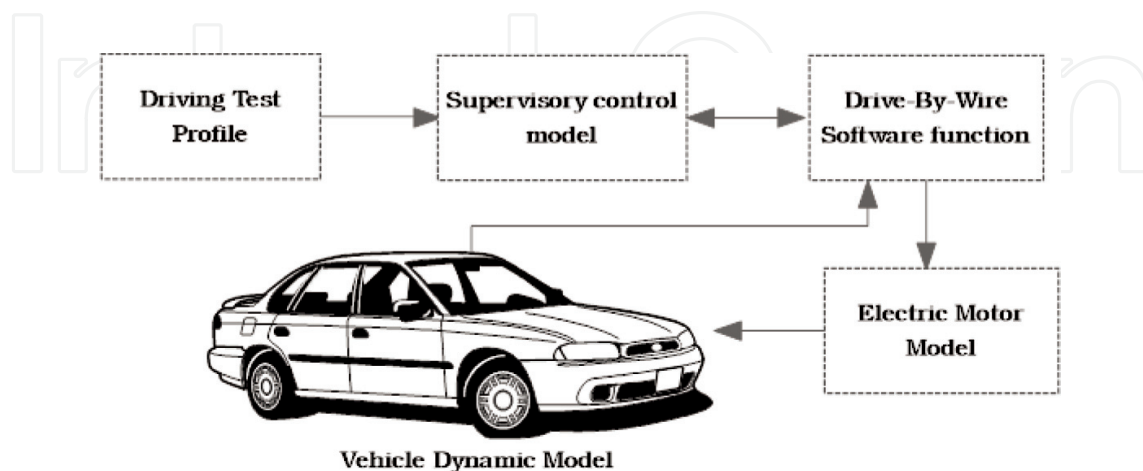 Driving Test
Profile
Supervisory control
model
Drive-By-Wire
Software function
Electric Motor
Model
Vehicle Dynamic Model